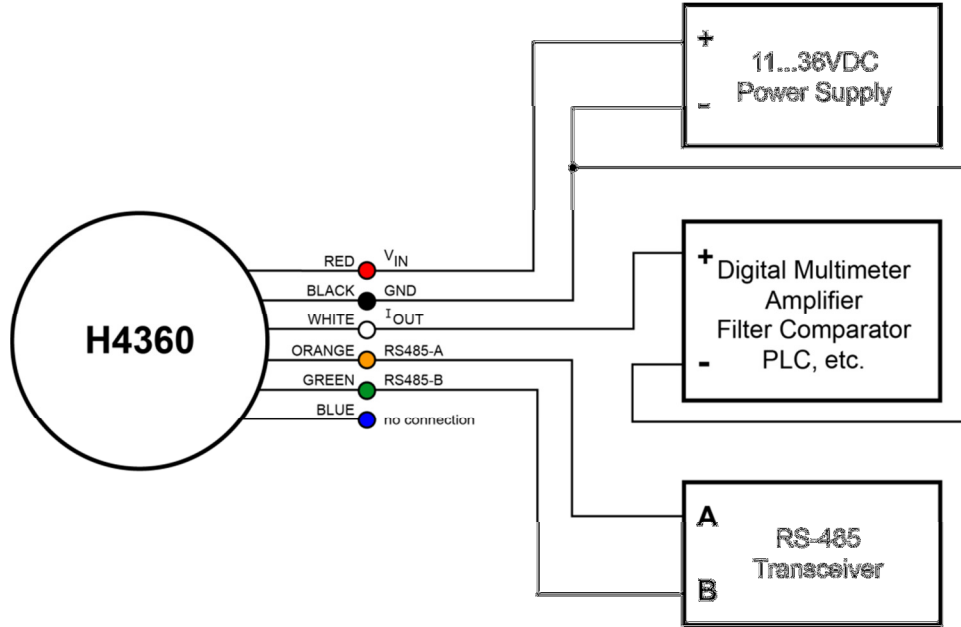 +
11...36VDC
Power Supply
-
H4360
RED VIN
BLACK GND
WHITE IOUT
ORANGE RS485-A
GREEN RS485-B
BLUE no connection
+
Digital Multimeter
Amplifier
Filter Comparator
PLC, etc.
-
A
RS-485
Transceiver
B